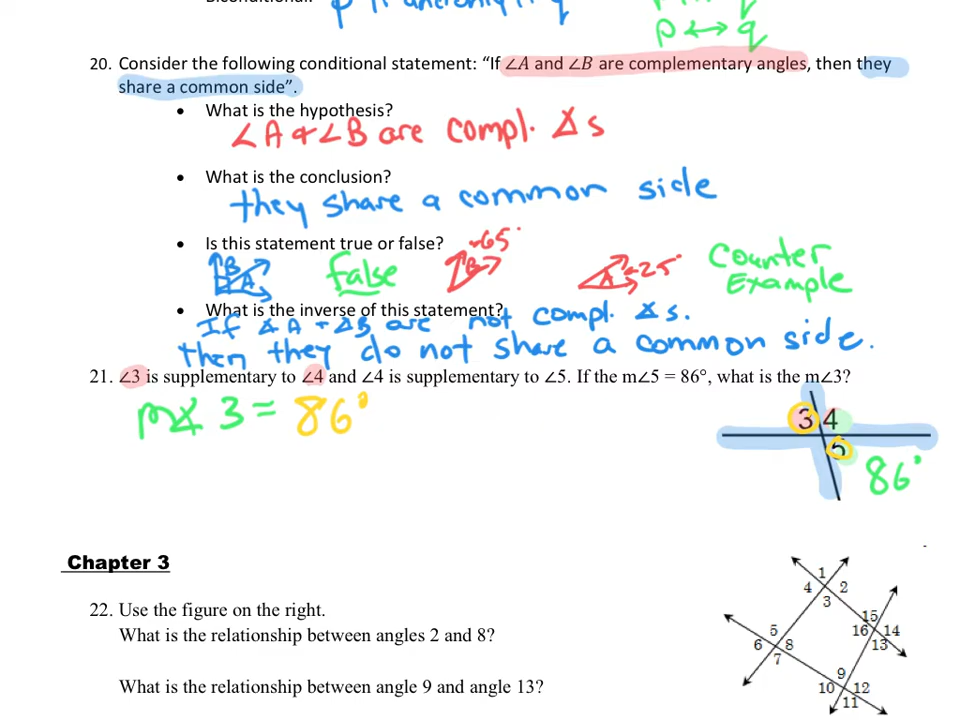 Biconditional: p if and only if q
p ↔ q
20. Consider the following conditional statement: "If ∠A and ∠B are complementary angles, then they
share a common side".
• What is the hypothesis?
∠A + ∠B are compl. ∡s
• What is the conclusion?
they share a common side
• Is this statement true or false?
65°
B
A
false
B
A
=25°
Counter
Example
• What is the inverse of this statement?
If ∡A + ∡B are not compl. ∡s.
then they do not share a common side.
21. ∠3 is supplementary to ∠4 and ∠4 is supplementary to ∠5. If the m∠5 = 86°, what is the m∠3?
m∡ 3 = 86°
3 4
5
86°
Chapter 3
22. Use the figure on the right.
What is the relationship between angles 2 and 8?
What is the relationship between angle 9 and angle 13?
1
4 2
3
15
5 16 14
6 8 13
7
9
10 12
11